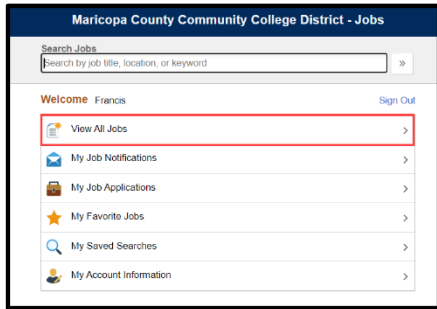 Maricopa County Community College District - Jobs
Search Jobs
Search by job title, location, or keyword
»
Welcome Francis Sign Out
View All Jobs >
My Job Notifications >
My Job Applications >
My Favorite Jobs >
My Saved Searches >
My Account Information >